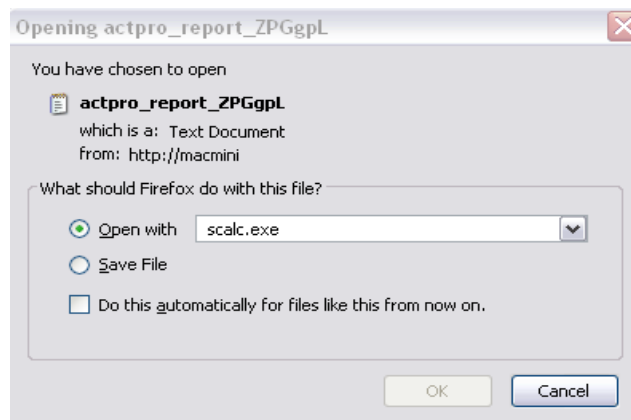 Opening actpro_report_ZPGgpL
You have chosen to open
actpro_report_ZPGgpL
which is a: Text Document
from: http://macmini
What should Firefox do with this file?
Open with scalc.exe
Save File
Do this automatically for files like this from now on.
OK Cancel